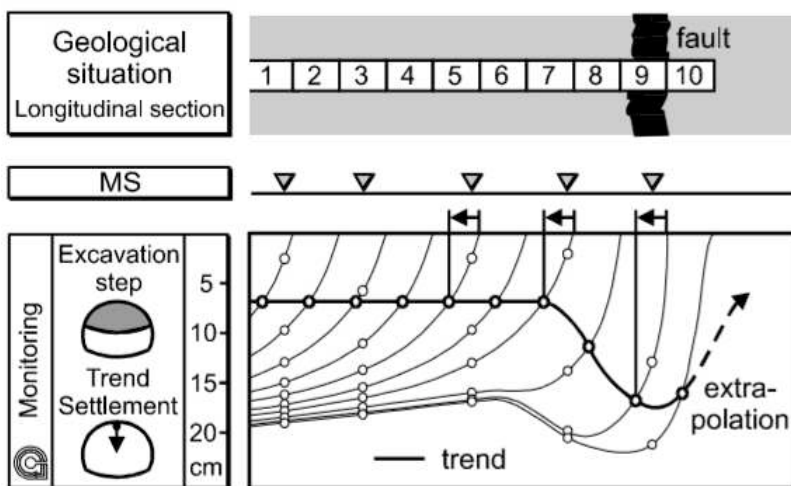 Geological
situation
Longitudinal section
fault
1 2 3 4 5 6 7 8 9 10
MS
Monitoring
Excavation
step
Trend
Settlement
5
10
15
20
cm
extra-
polation
trend